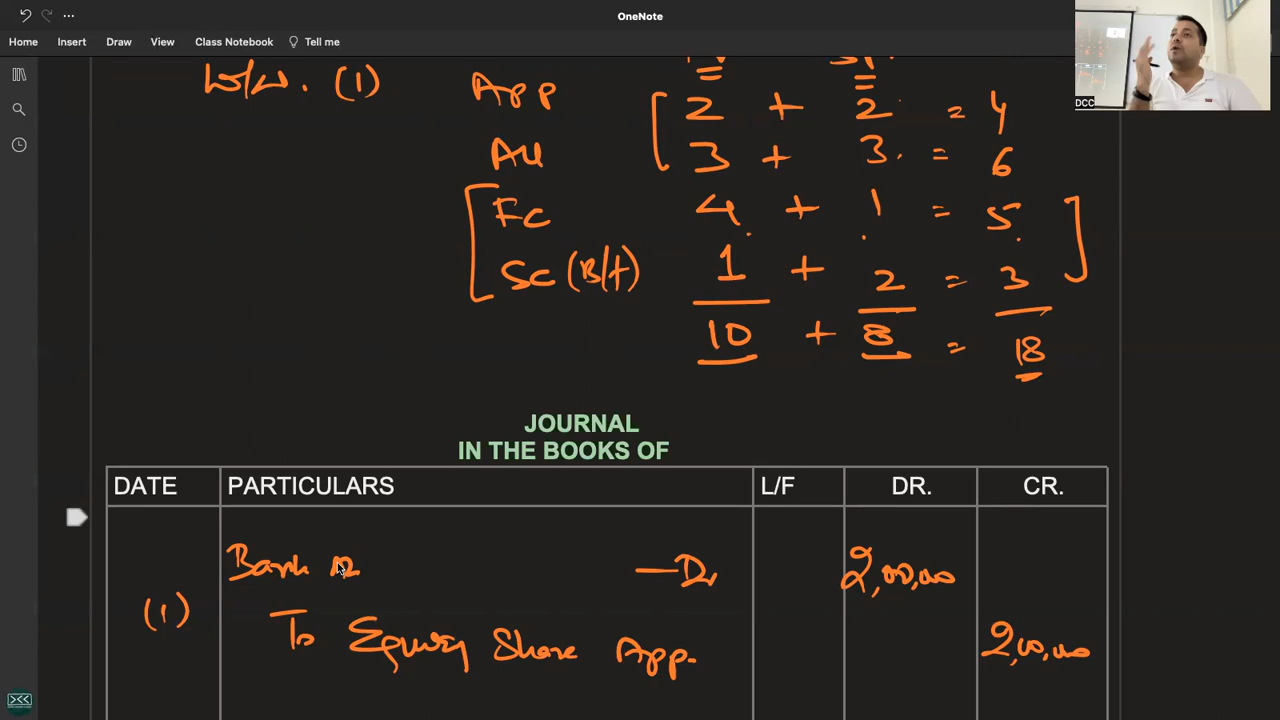 OneNote
Home Insert Draw View Class Notebook Tell me
DCC
W/W. (1)
App 2 + 2 = 4
All 3 + 3 = 6
FC 4 + 1 = 5
SC (B/f) 1 + 2 = 3
10 + 8 = 18
JOURNAL
IN THE BOOKS OF
DATE PARTICULARS L/F DR. CR.
(1) Bank A/c —Dr 2,00,000
To Equity Share App. 2,00,000